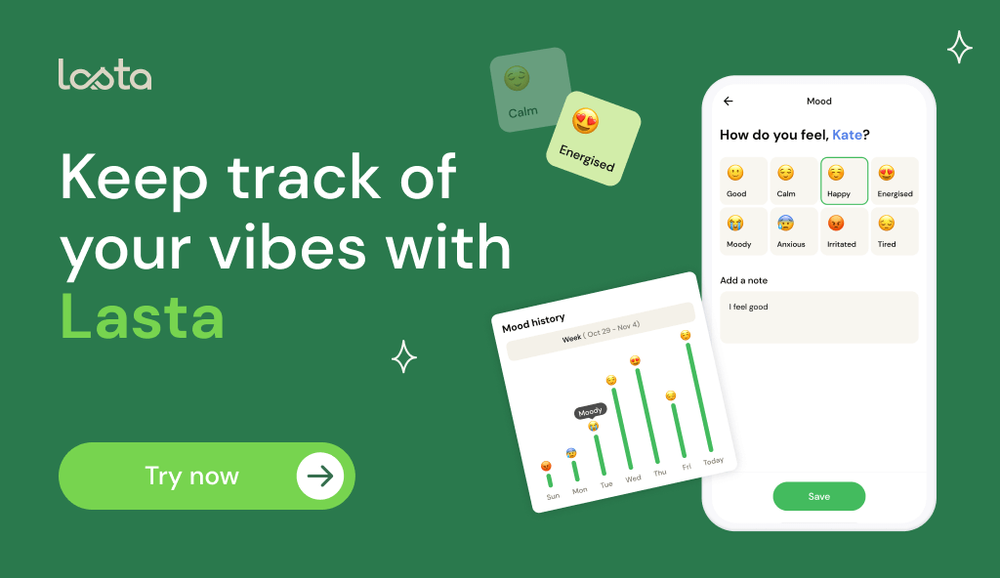 lasta
Keep track of
your vibes with
Lasta
Try now
Calm
Energised
Mood history
Week ( Oct 29 - Nov 4)
Moody
Sun Mon Tue Wed Thu Fri Today
Mood
How do you feel, Kate?
Good Calm Happy Energised
Moody Anxious Irritated Tired
Add a note
I feel good
Save